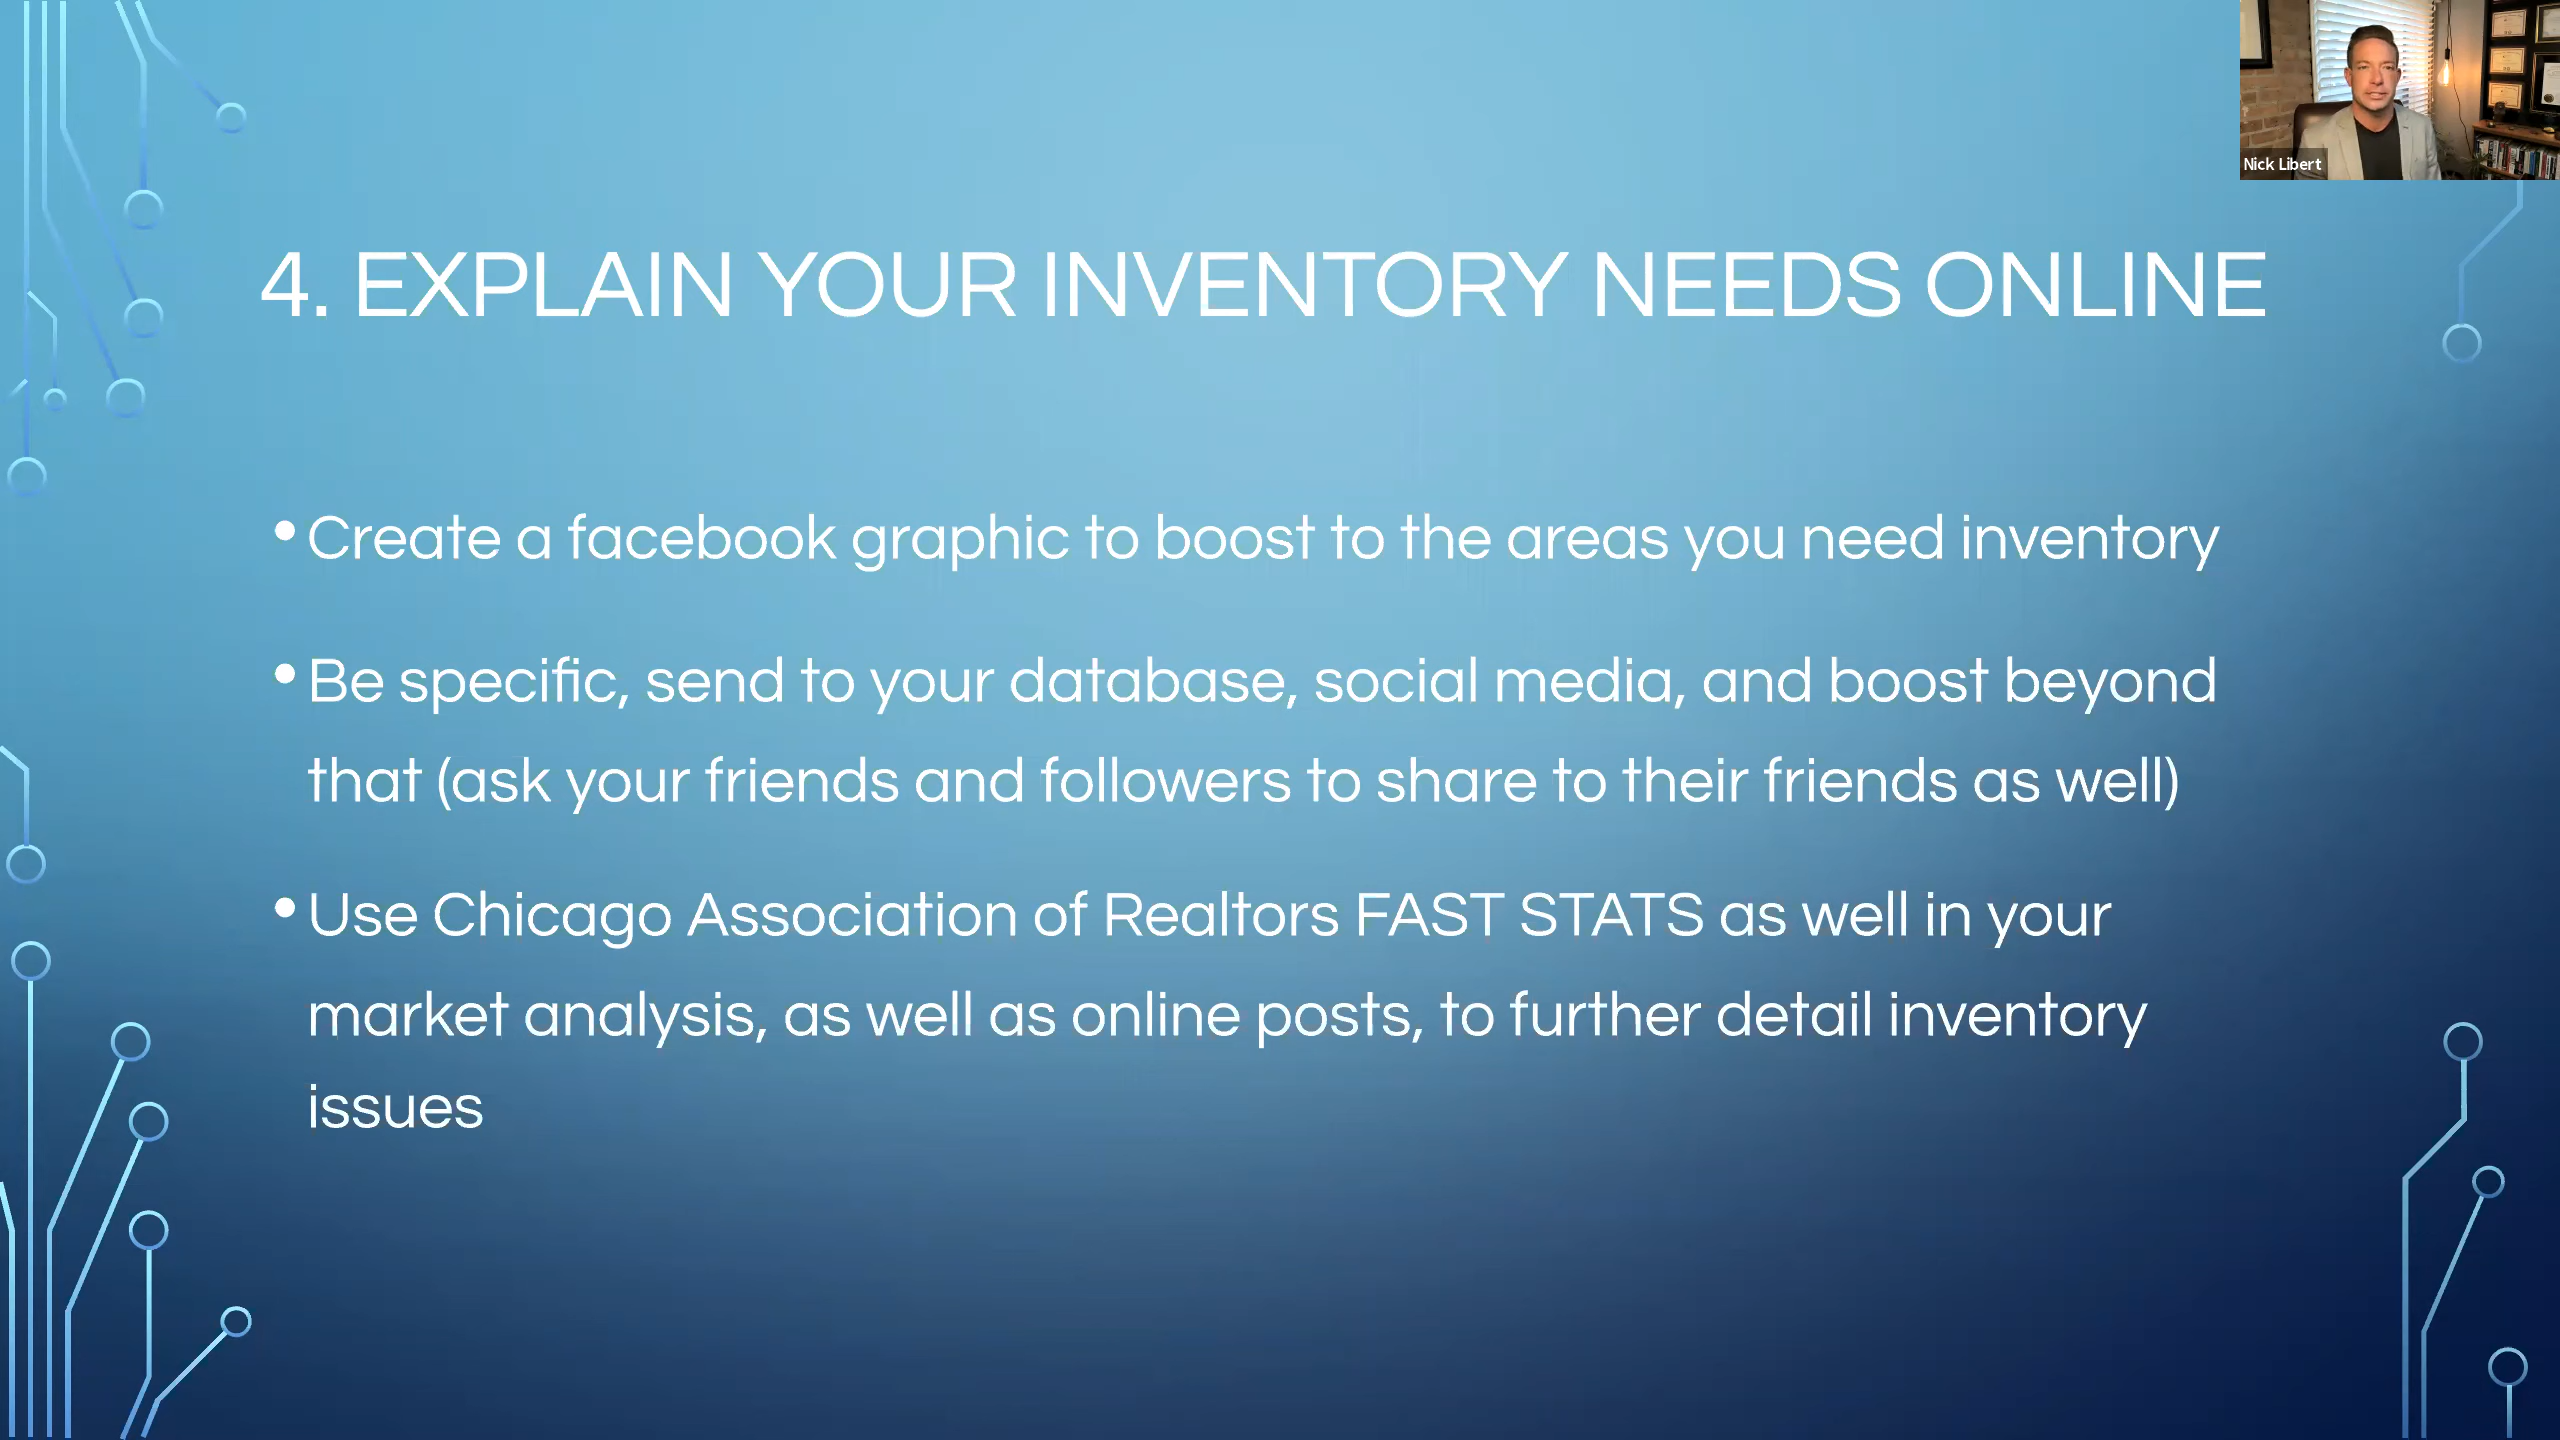 Nick Libert
4. EXPLAIN YOUR INVENTORY NEEDS ONLINE
• Create a facebook graphic to boost to the areas you need inventory
• Be specific, send to your database, social media, and boost beyond
that (ask your friends and followers to share to their friends as well)
• Use Chicago Association of Realtors FAST STATS as well in your
market analysis, as well as online posts, to further detail inventory
issues